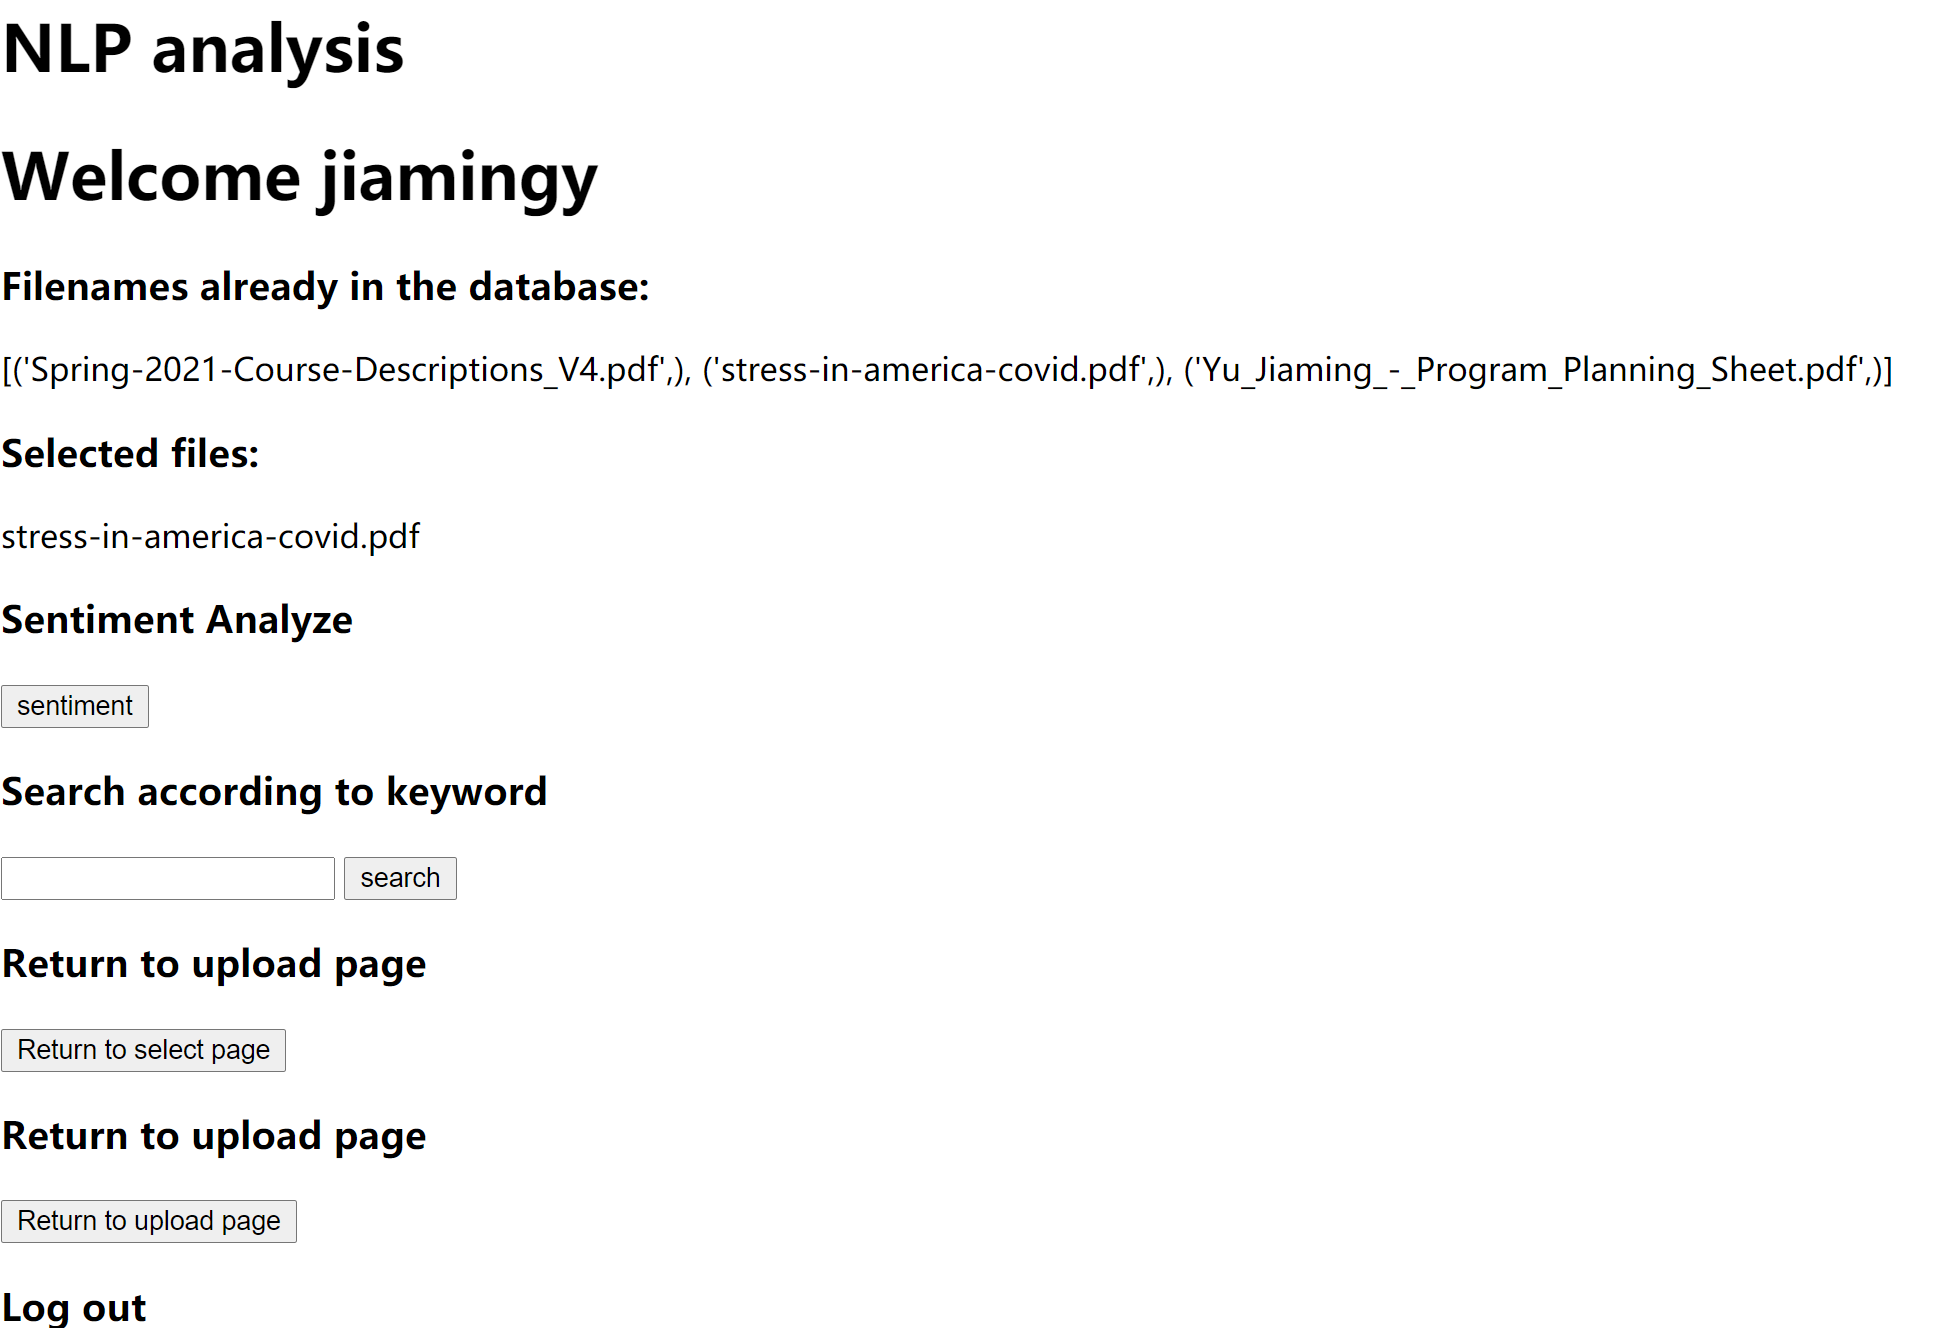 NLP analysis
Welcome jiamingy
Filenames already in the database:
[('Spring-2021-Course-Descriptions_V4.pdf',), ('stress-in-america-covid.pdf',), ('Yu_Jiaming_-_Program_Planning_Sheet.pdf',)]
Selected files:
stress-in-america-covid.pdf
Sentiment Analyze
sentiment
Search according to keyword
search
Return to upload page
Return to select page
Return to upload page
Return to upload page
Log out